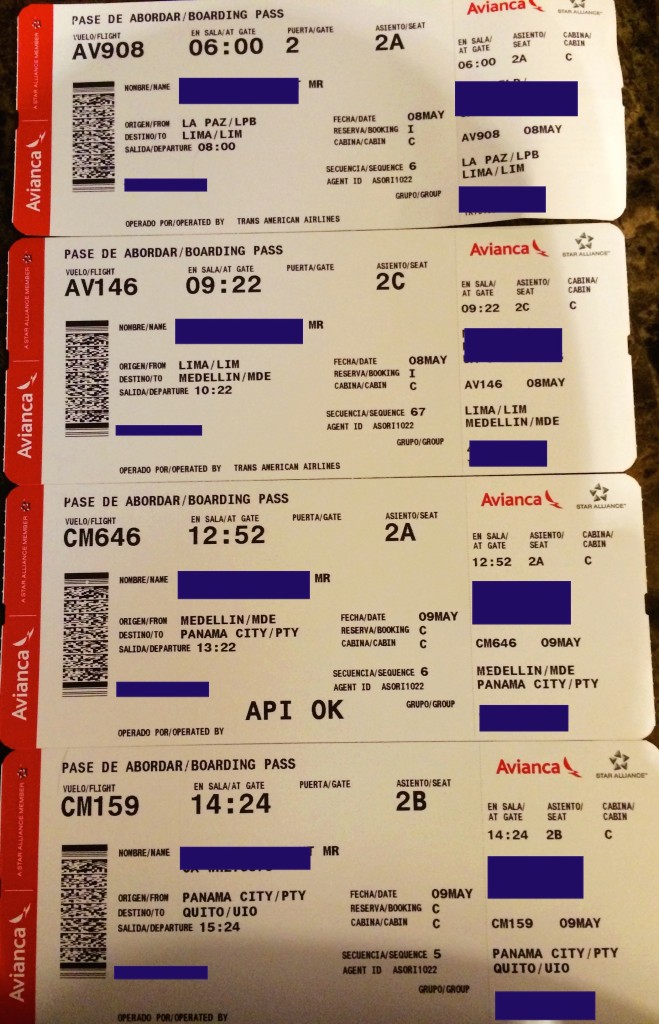 PASE DE ABORDAR/BOARDING PASS
Avianca
STAR ALLIANCE
VUELO/FLIGHT EN SALA/AT GATE PUERTA/GATE ASIENTO/SEAT
AV908 06:00 2 2A
EN SALA/ AT GATE ASIENTO/ SEAT CABINA/ CABIN
06:00 2A C
A STAR ALLIANCE MEMBER
Avianca
NOMBRE/NAME MR
ORIGEN/FROM LA PAZ/LPB
DESTINO/TO LIMA/LIM
SALIDA/DEPARTURE 08:00
FECHA/DATE 08MAY
RESERVA/BOOKING I
CABINA/CABIN C
SECUENCIA/SEQUENCE 6
AGENT ID ASORI1022
GRUPO/GROUP
AV908 08MAY
LA PAZ/LPB
LIMA/LIM
OPERADO POR/OPERATED BY TRANS AMERICAN AIRLINES
PASE DE ABORDAR/BOARDING PASS
Avianca
STAR ALLIANCE
VUELO/FLIGHT EN SALA/AT GATE PUERTA/GATE ASIENTO/SEAT
AV146 09:22 2C
EN SALA/ AT GATE ASIENTO/ SEAT CABINA/ CABIN
09:22 2C C
A STAR ALLIANCE MEMBER
Avianca
NOMBRE/NAME MR
ORIGEN/FROM LIMA/LIM
DESTINO/TO MEDELLIN/MDE
SALIDA/DEPARTURE 10:22
FECHA/DATE 08MAY
RESERVA/BOOKING I
CABINA/CABIN C
SECUENCIA/SEQUENCE 67
AGENT ID ASORI1022
GRUPO/GROUP
AV146 08MAY
LIMA/LIM
MEDELLIN/MDE
OPERADO POR/OPERATED BY TRANS AMERICAN AIRLINES
PASE DE ABORDAR/BOARDING PASS
Avianca
STAR ALLIANCE
VUELO/FLIGHT EN SALA/AT GATE PUERTA/GATE ASIENTO/SEAT
CM646 12:52 2A
EN SALA/ AT GATE ASIENTO/ SEAT CABINA/ CABIN
12:52 2A C
A STAR ALLIANCE MEMBER
Avianca
NOMBRE/NAME MR
ORIGEN/FROM MEDELLIN/MDE
DESTINO/TO PANAMA CITY/PTY
SALIDA/DEPARTURE 13:22
FECHA/DATE 09MAY
RESERVA/BOOKING C
CABINA/CABIN C
SECUENCIA/SEQUENCE 6
AGENT ID ASORI1022
GRUPO/GROUP
API OK
CM646 09MAY
MEDELLIN/MDE
PANAMA CITY/PTY
OPERADO POR/OPERATED BY
PASE DE ABORDAR/BOARDING PASS
Avianca
STAR ALLIANCE
VUELO/FLIGHT EN SALA/AT GATE PUERTA/GATE ASIENTO/SEAT
CM159 14:24 2B
EN SALA/ AT GATE ASIENTO/ SEAT CABINA/ CABIN
14:24 2B C
A STAR ALLIANCE MEMBER
Avianca
NOMBRE/NAME MR
ORIGEN/FROM PANAMA CITY/PTY
DESTINO/TO QUITO/UIO
SALIDA/DEPARTURE 15:24
FECHA/DATE 09MAY
RESERVA/BOOKING C
CABINA/CABIN C
SECUENCIA/SEQUENCE 5
AGENT ID ASORI1022
GRUPO/GROUP
CM159 09MAY
PANAMA CITY/PTY
QUITO/UIO
OPERADO POR/OPERATED BY